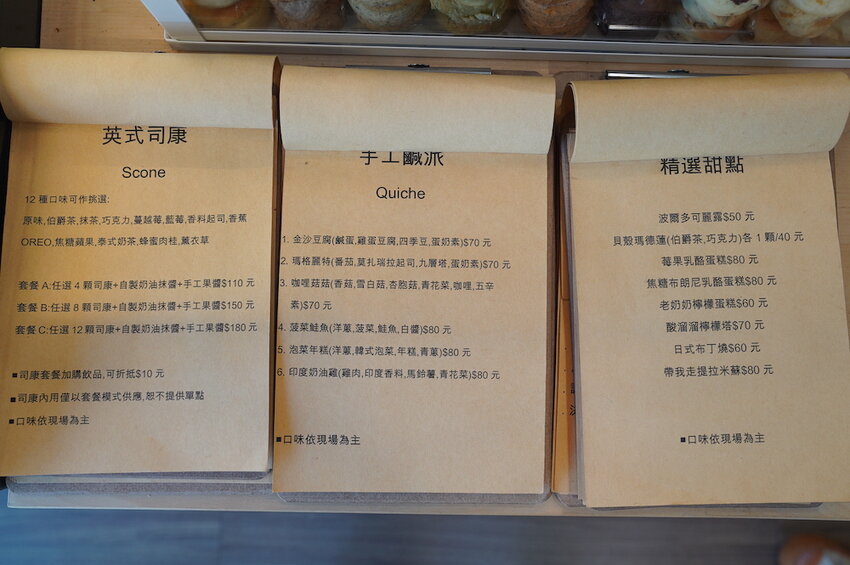 英式司康
Scone
12 種口味可作挑選:
原味,伯爵茶,抹茶,巧克力,蔓越莓,藍莓,香料起司,香蕉
OREO,焦糖蘋果,泰式奶茶,蜂蜜肉桂,薰衣草
套餐 A:任選 4 顆司康+自製奶油抹醬+手工果醬$110 元
套餐 B:任選 8 顆司康+自製奶油抹醬+手工果醬$150 元
套餐 C:任選 12 顆司康+自製奶油抹醬+手工果醬$180 元
■司康套餐加購飲品,可折抵$10 元
■司康內用僅以套餐模式供應,恕不提供單點
■口味依現場為主
手工鹹派
Quiche
1. 金沙豆腐(鹹蛋,雞蛋豆腐,四季豆,蛋奶素)$70 元
2. 瑪格麗特(番茄,莫扎瑞拉起司,九層塔,蛋奶素)$70 元
3. 咖哩菇菇(香菇,雪白菇,杏胞菇,青花菜,咖哩,五辛
素)$70 元
4. 菠菜鮭魚(洋蔥,菠菜,鮭魚,白醬)$80 元
5. 泡菜年糕(洋蔥,韓式泡菜,年糕,青蔥)$80 元
6. 印度奶油雞(雞肉,印度香料,馬鈴薯,青花菜)$80 元
■口味依現場為主
精選甜點
波爾多可麗露$50 元
貝殼瑪德蓮(伯爵茶,巧克力)各 1 顆/40 元
莓果乳酪蛋糕$80 元
焦糖布朗尼乳酪蛋糕$80 元
老奶奶檸檬蛋糕$60 元
酸溜溜檸檬塔$70 元
日式布丁燒$60 元
帶我走提拉米蘇$80 元
■口味依現場為主